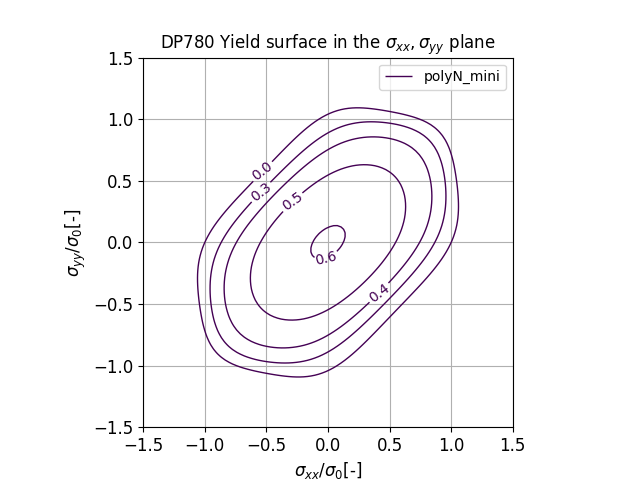 DP780 Yield surface in the σxx, σyy plane
polyN_mini
1.5
1.0
0.5
0.0
−0.5
−1.0
−1.5
σyy/σ0[-]
0.0
0.3
0.5
0.6
0.4
−1.5 −1.0 −0.5 0.0 0.5 1.0 1.5
σxx/σ0[-]